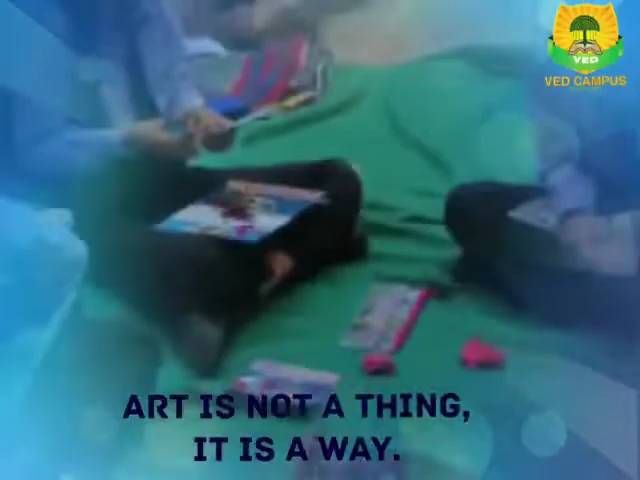 VED
VED CAMPUS
ART IS NOT A THING,
IT IS A WAY.